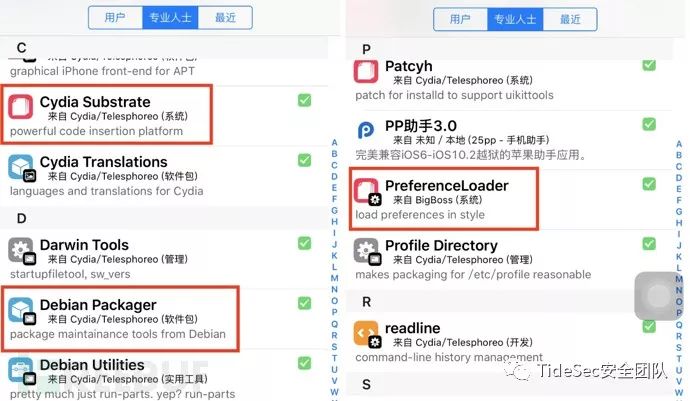 用户
专业人士
最近
C
来自 Cydia/Telesphoreo (软件包)
graphical iPhone front-end for APT
Cydia Substrate
来自 Cydia/Telesphoreo (系统)
powerful code insertion platform
Cydia Translations
来自 Cydia/Telesphoreo (软件包)
languages and translations for Cydia
D
Darwin Tools
来自 Cydia/Telesphoreo (管理)
startupfiletool, sw_vers
Debian Packager
来自 Cydia/Telesphoreo (软件包)
package maintainance tools from Debian
Debian Utilities
来自 Cydia/Telesphoreo (实用工具)
pretty much just run-parts. yep? run-parts
A
B
C
D
E
F
G
H
I
J
K
L
M
N
O
P
Q
R
S
T
U
V
W
X
Y
Z
#
用户
专业人士
最近
P
Patcyh
来自 Cydia/Telesphoreo (系统)
patch for installd to support uikittools
PP助手3.0
来自 未知 / 本地 (25pp - 手机助手)
完美兼容iOS6-iOS10.2越狱的苹果助手应用。
PreferenceLoader
来自 BigBoss (系统)
load preferences in style
Profile Directory
来自 Cydia/Telesphoreo (管理)
makes packaging for /etc/profile reasonable
R
readline
来自 Cydia/Telesphoreo (开发)
command-line history management
S
A
B
C
D
E
F
G
H
I
J
K
L
M
N
O
P
Q
R
S
T
U
V
W
X
Y
Z
#
TideSec安全团队